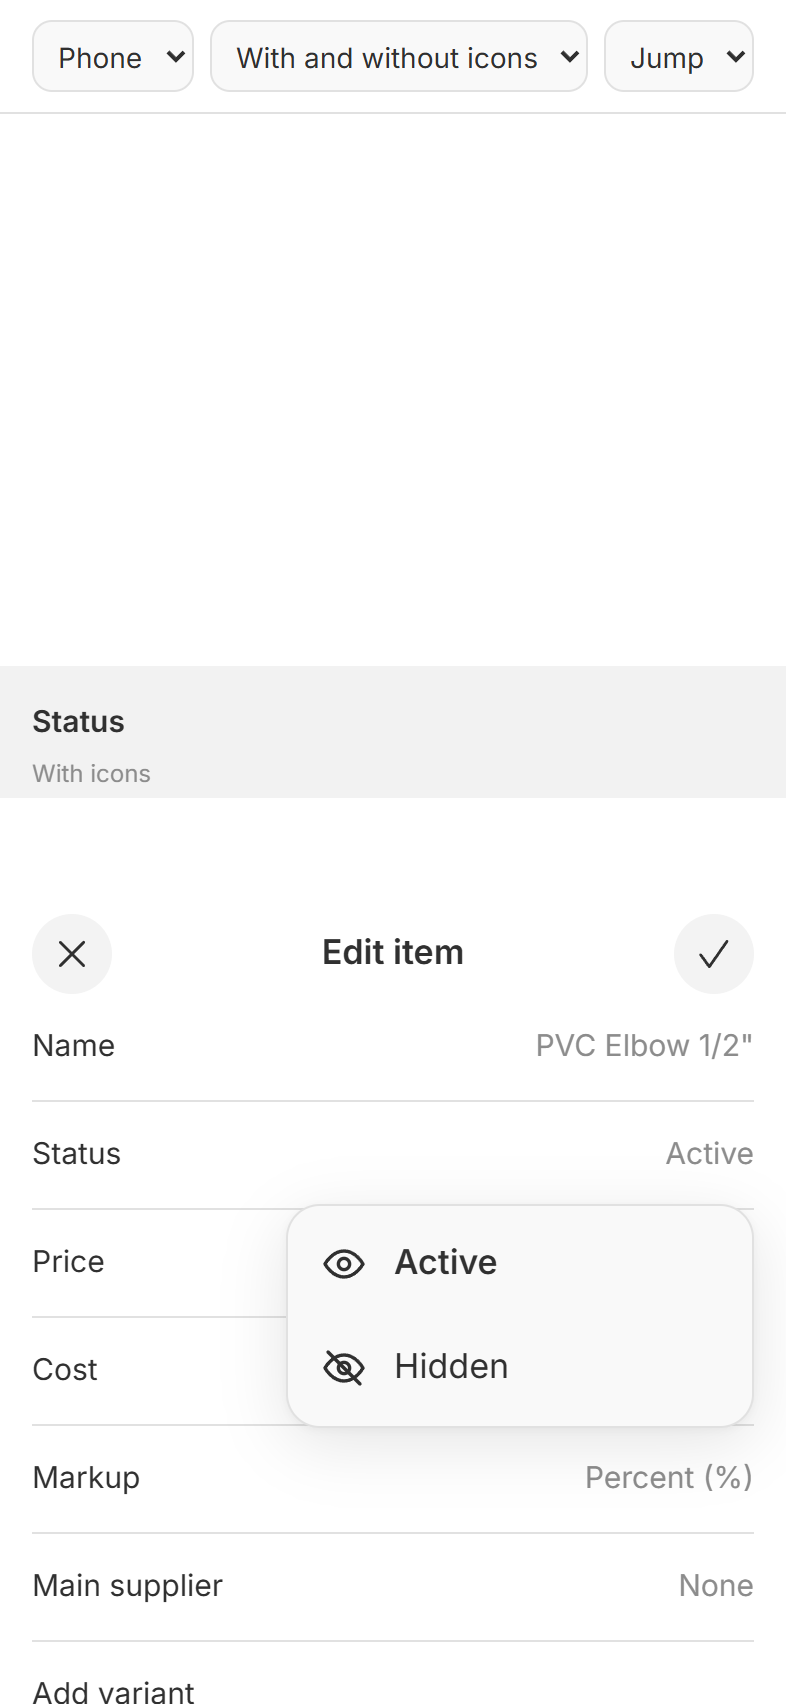 Phone
With and without icons
Jump
Status
With icons
Edit item
Name PVC Elbow 1/2"
Status Active
Price
Active
Cost
Hidden
Markup Percent (%)
Main supplier None
Add variant